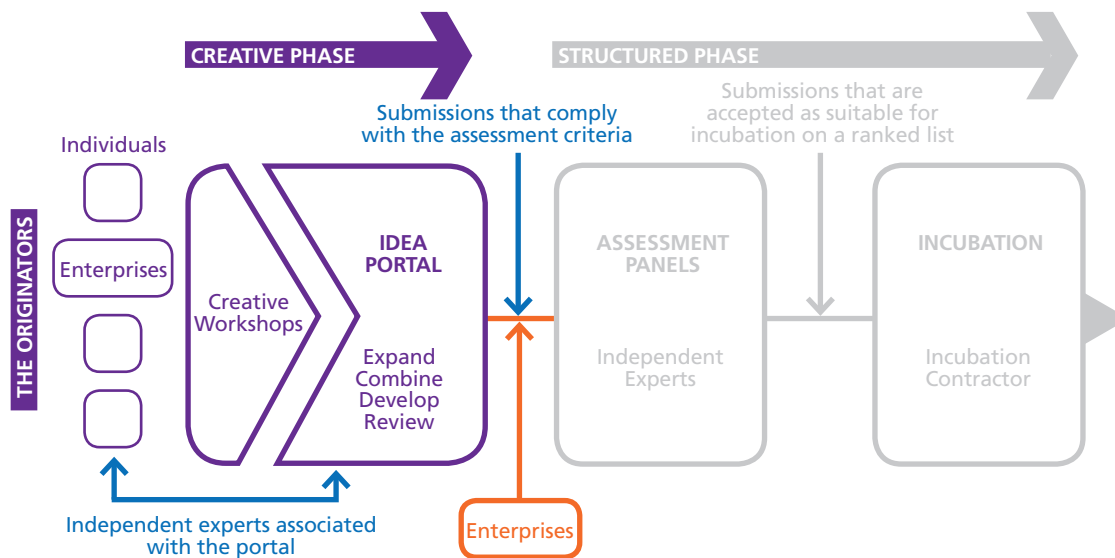 CREATIVE PHASE
STRUCTURED PHASE
Submissions that comply
with the assessment criteria
Submissions that are
accepted as suitable for
incubation on a ranked list
THE ORIGINATORS
Individuals
Enterprises
Creative
Workshops
IDEA
PORTAL
Expand
Combine
Develop
Review
ASSESSMENT
PANELS
Independent
Experts
INCUBATION
Incubation
Contractor
Independent experts associated
with the portal
Enterprises